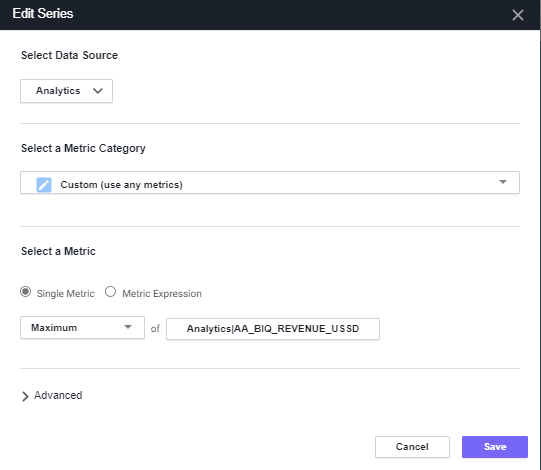 Edit Series
Select Data Source
Analytics
Select a Metric Category
Custom (use any metrics)
Select a Metric
Single Metric Metric Expression
Maximum of Analytics|AA_BIQ_REVENUE_USSD
Advanced
Cancel Save